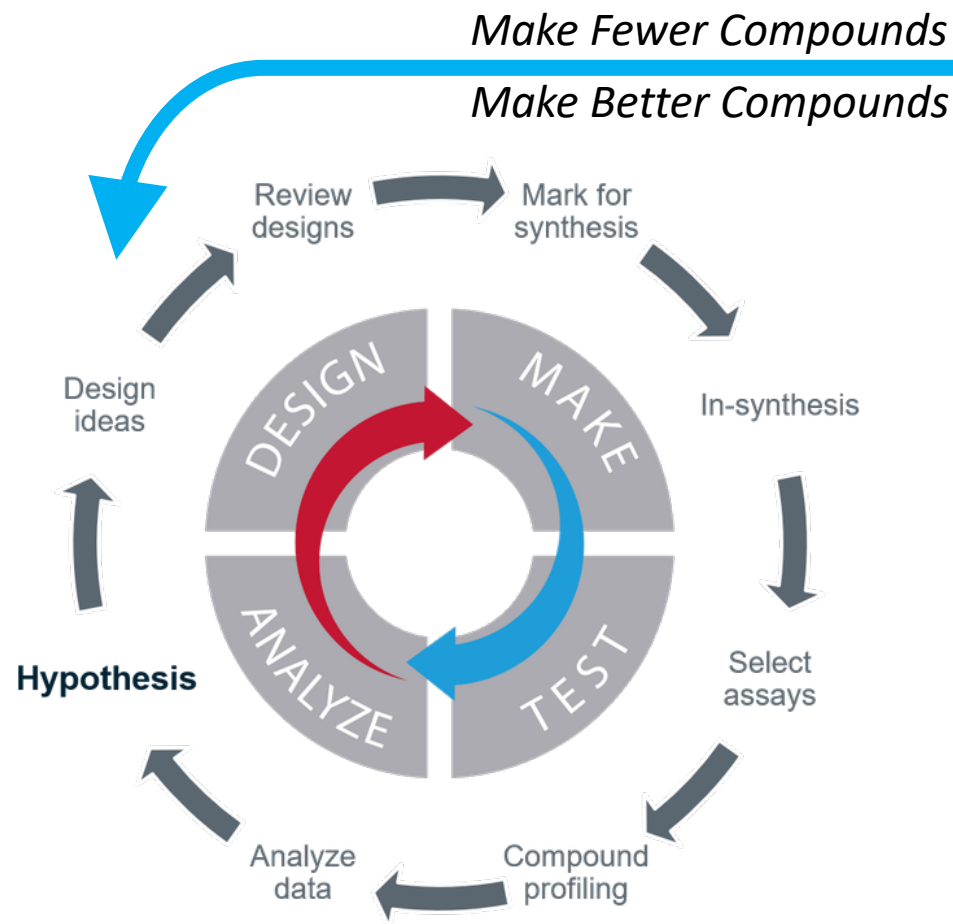 Make Fewer Compounds
Make Better Compounds
Review
designs
Mark for
synthesis
Design
ideas
In-synthesis
DESIGN
MAKE
ANALYZE
TEST
Hypothesis
Select
assays
Analyze
data
Compound
profiling